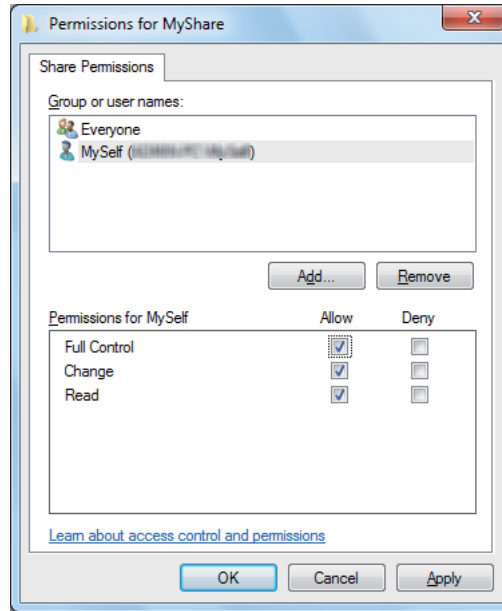 Permissions for MyShare
Share Permissions
Group or user names:
Everyone
MySelf ( )
Add... Remove
Permissions for MySelf Allow Deny
Full Control
Change
Read
Learn about access control and permissions
OK Cancel Apply